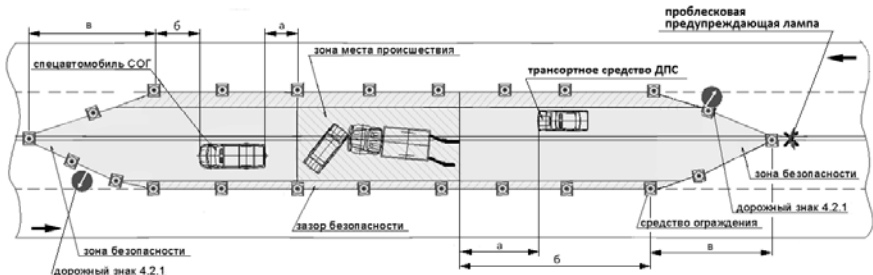 проблесковая
предупреждающая лампа
в
б
а
зона места происшествия
спецавтомобиль СОГ
транспортное средство ДПС
зона безопасности
дорожный знак 4.2.1
средство ограждения
зазор безопасности
а
в
б
зона безопасности
дорожный знак 4.2.1